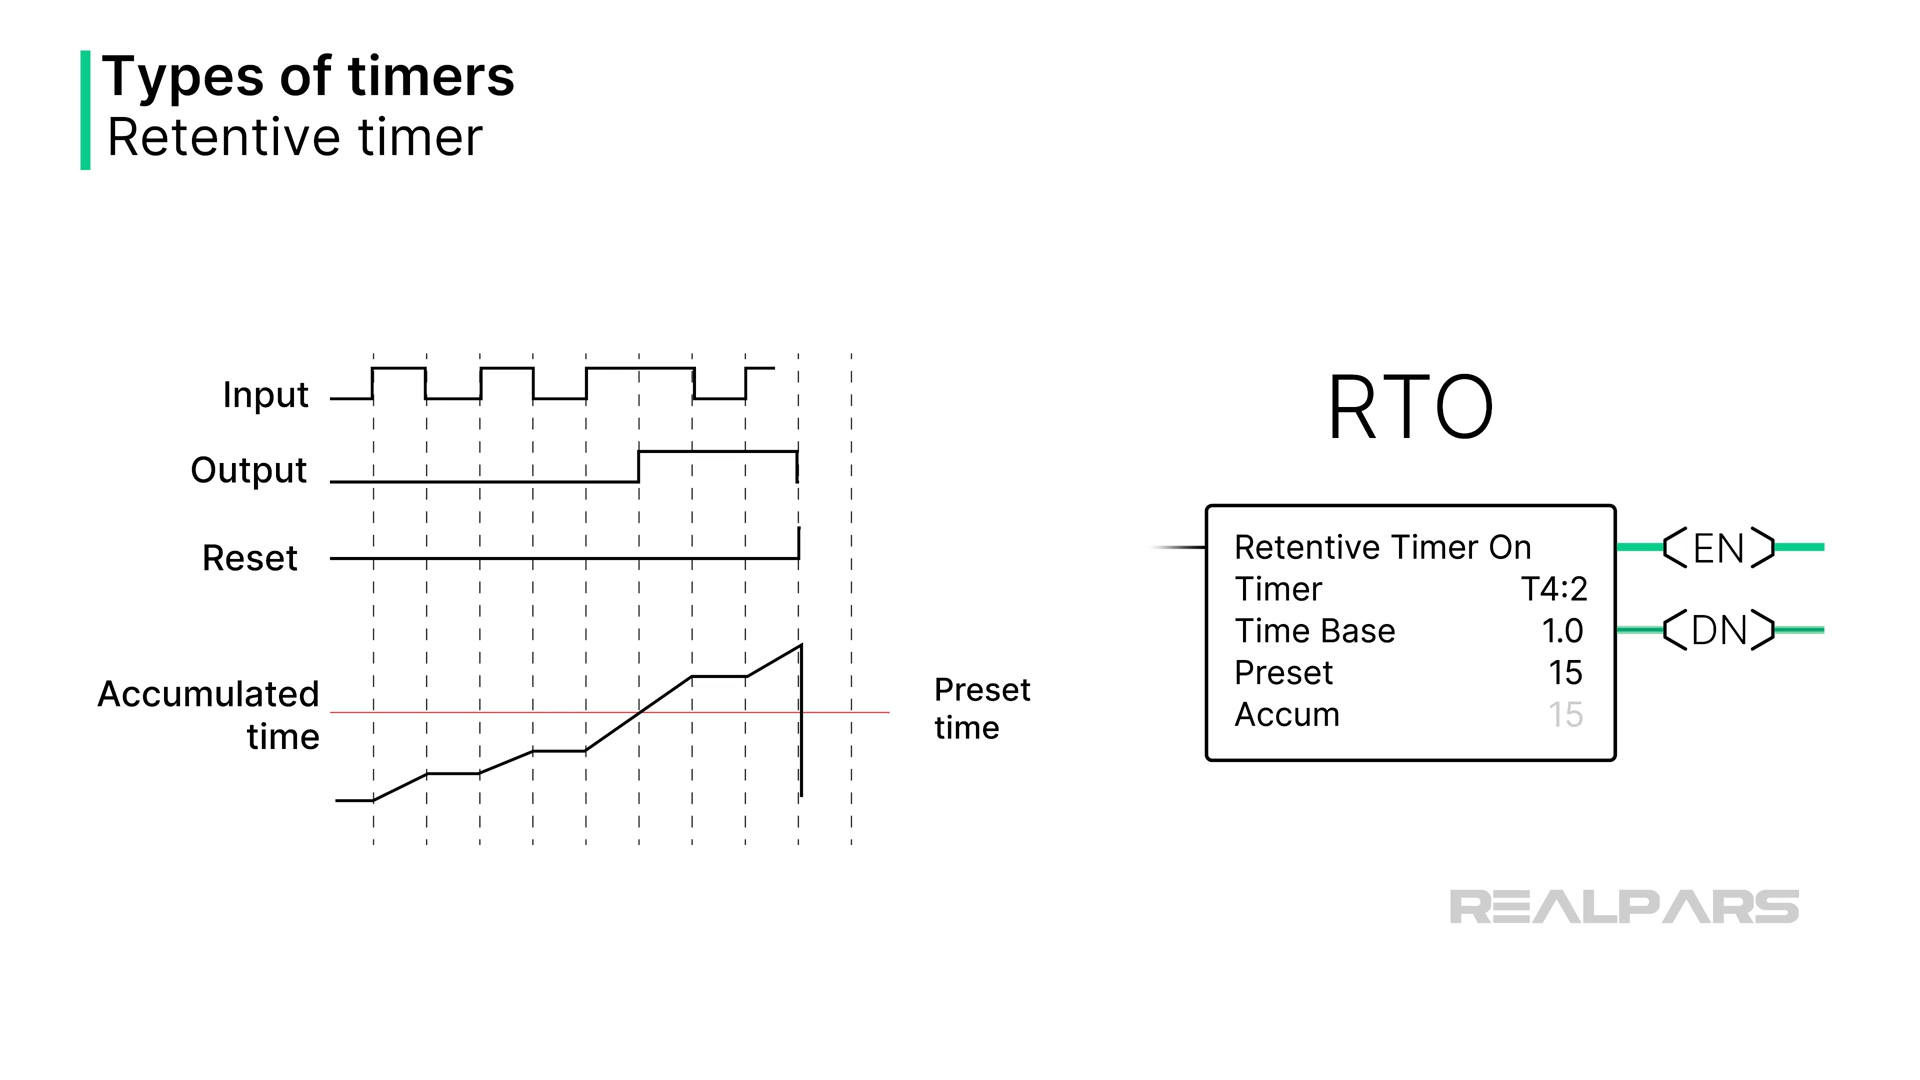 Types of timers
Retentive timer
Input
Output
Reset
Accumulated
time
Preset
time
RTO
Retentive Timer On
Timer T4:2
Time Base 1.0
Preset 15
Accum 15
EN
DN
REALPARS